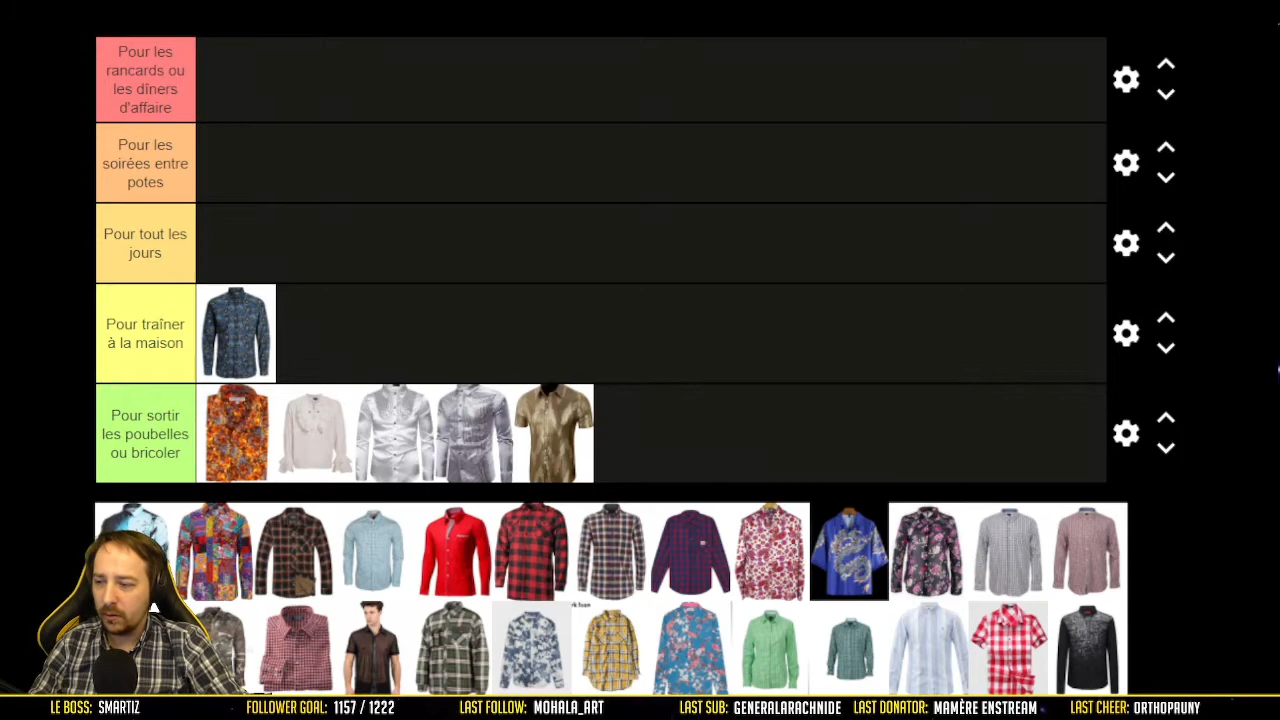 Pour les
rancards ou
les dîners
d'affaire
Pour les
soirées entre
potes
Pour tout les
jours
Pour traîner
à la maison
Pour sortir
les poubelles
ou bricoler
LE BOSS: SMARTIZ
FOLLOWER GOAL: 1157 / 1222
LAST FOLLOW: MOHALA_ART
LAST SUB: GENERALARACHNIDE
LAST DONATOR: MAMÈRE ENSTREAM
LAST CHEER: ORTHOPAUNY